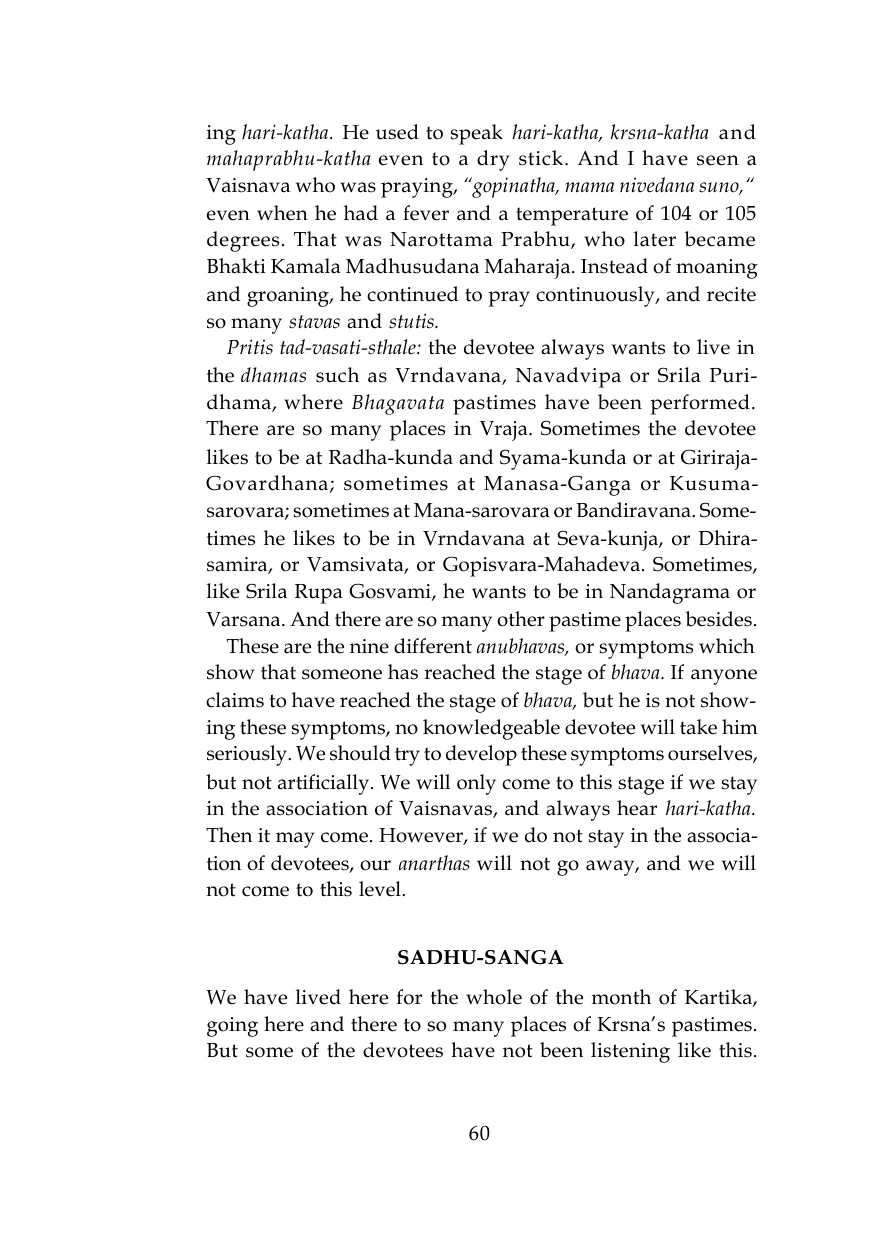 ing hari-katha. He used to speak hari-katha, krsna-katha and
mahaprabhu-katha even to a dry stick. And I have seen a
Vaisnava who was praying, “gopinatha, mama nivedana suno,“
even when he had a fever and a temperature of 104 or 105
degrees. That was Narottama Prabhu, who later became
Bhakti Kamala Madhusudana Maharaja. Instead of moaning
and groaning, he continued to pray continuously, and recite
so many stavas and stutis.
Pritis tad-vasati-sthale: the devotee always wants to live in
the dhamas such as Vrndavana, Navadvipa or Srila Puri-
dhama, where Bhagavata pastimes have been performed.
There are so many places in Vraja. Sometimes the devotee
likes to be at Radha-kunda and Syama-kunda or at Giriraja-
Govardhana; sometimes at Manasa-Ganga or Kusuma-
sarovara; sometimes at Mana-sarovara or Bandiravana. Some-
times he likes to be in Vrndavana at Seva-kunja, or Dhira-
samira, or Vamsivata, or Gopisvara-Mahadeva. Sometimes,
like Srila Rupa Gosvami, he wants to be in Nandagrama or
Varsana. And there are so many other pastime places besides.
These are the nine different anubhavas, or symptoms which
show that someone has reached the stage of bhava. If anyone
claims to have reached the stage of bhava, but he is not show-
ing these symptoms, no knowledgeable devotee will take him
seriously. We should try to develop these symptoms ourselves,
but not artificially. We will only come to this stage if we stay
in the association of Vaisnavas, and always hear hari-katha.
Then it may come. However, if we do not stay in the associa-
tion of devotees, our anarthas will not go away, and we will
not come to this level.
SADHU-SANGA
We have lived here for the whole of the month of Kartika,
going here and there to so many places of Krsna’s pastimes.
But some of the devotees have not been listening like this.
60